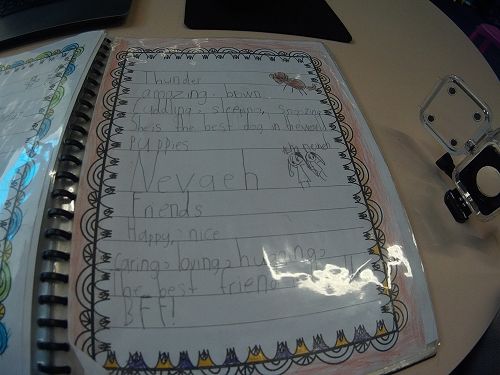 Thunder
amazing, brown
Cuddling, sleeping, snoozing
She is the best dog in the world
puppies
Nevaeh
Friends
Happy, nice
Caring, loving, hugging,
The best friend
BFF!